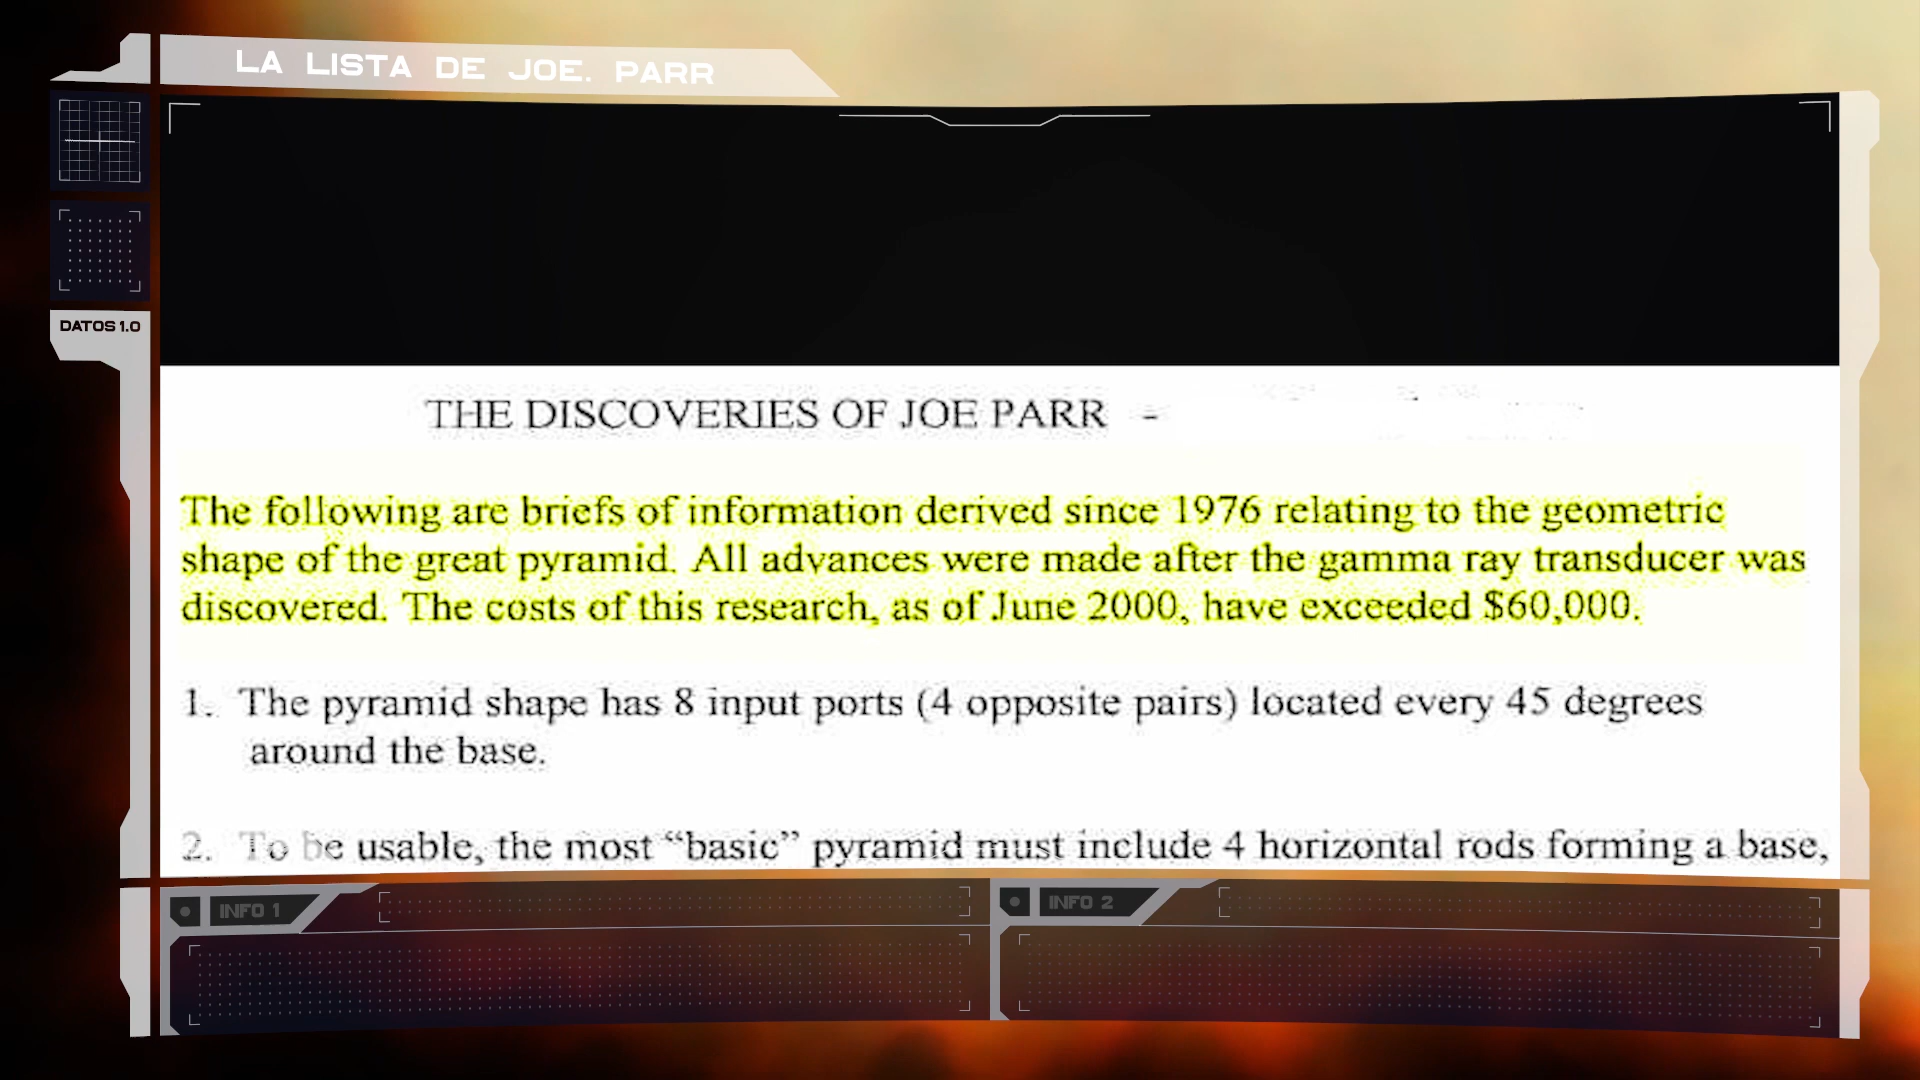 LA LISTA DE JOE. PARR
DATOS 1.0
THE DISCOVERIES OF JOE PARR -
The following are briefs of information derived since 1976 relating to the geometric
shape of the great pyramid. All advances were made after the gamma ray transducer was
discovered. The costs of this research, as of June 2000, have exceeded $60,000.
1. The pyramid shape has 8 input ports (4 opposite pairs) located every 45 degrees
around the base.
2. To be usable, the most “basic” pyramid must include 4 horizontal rods forming a base,
INFO 1
INFO 2